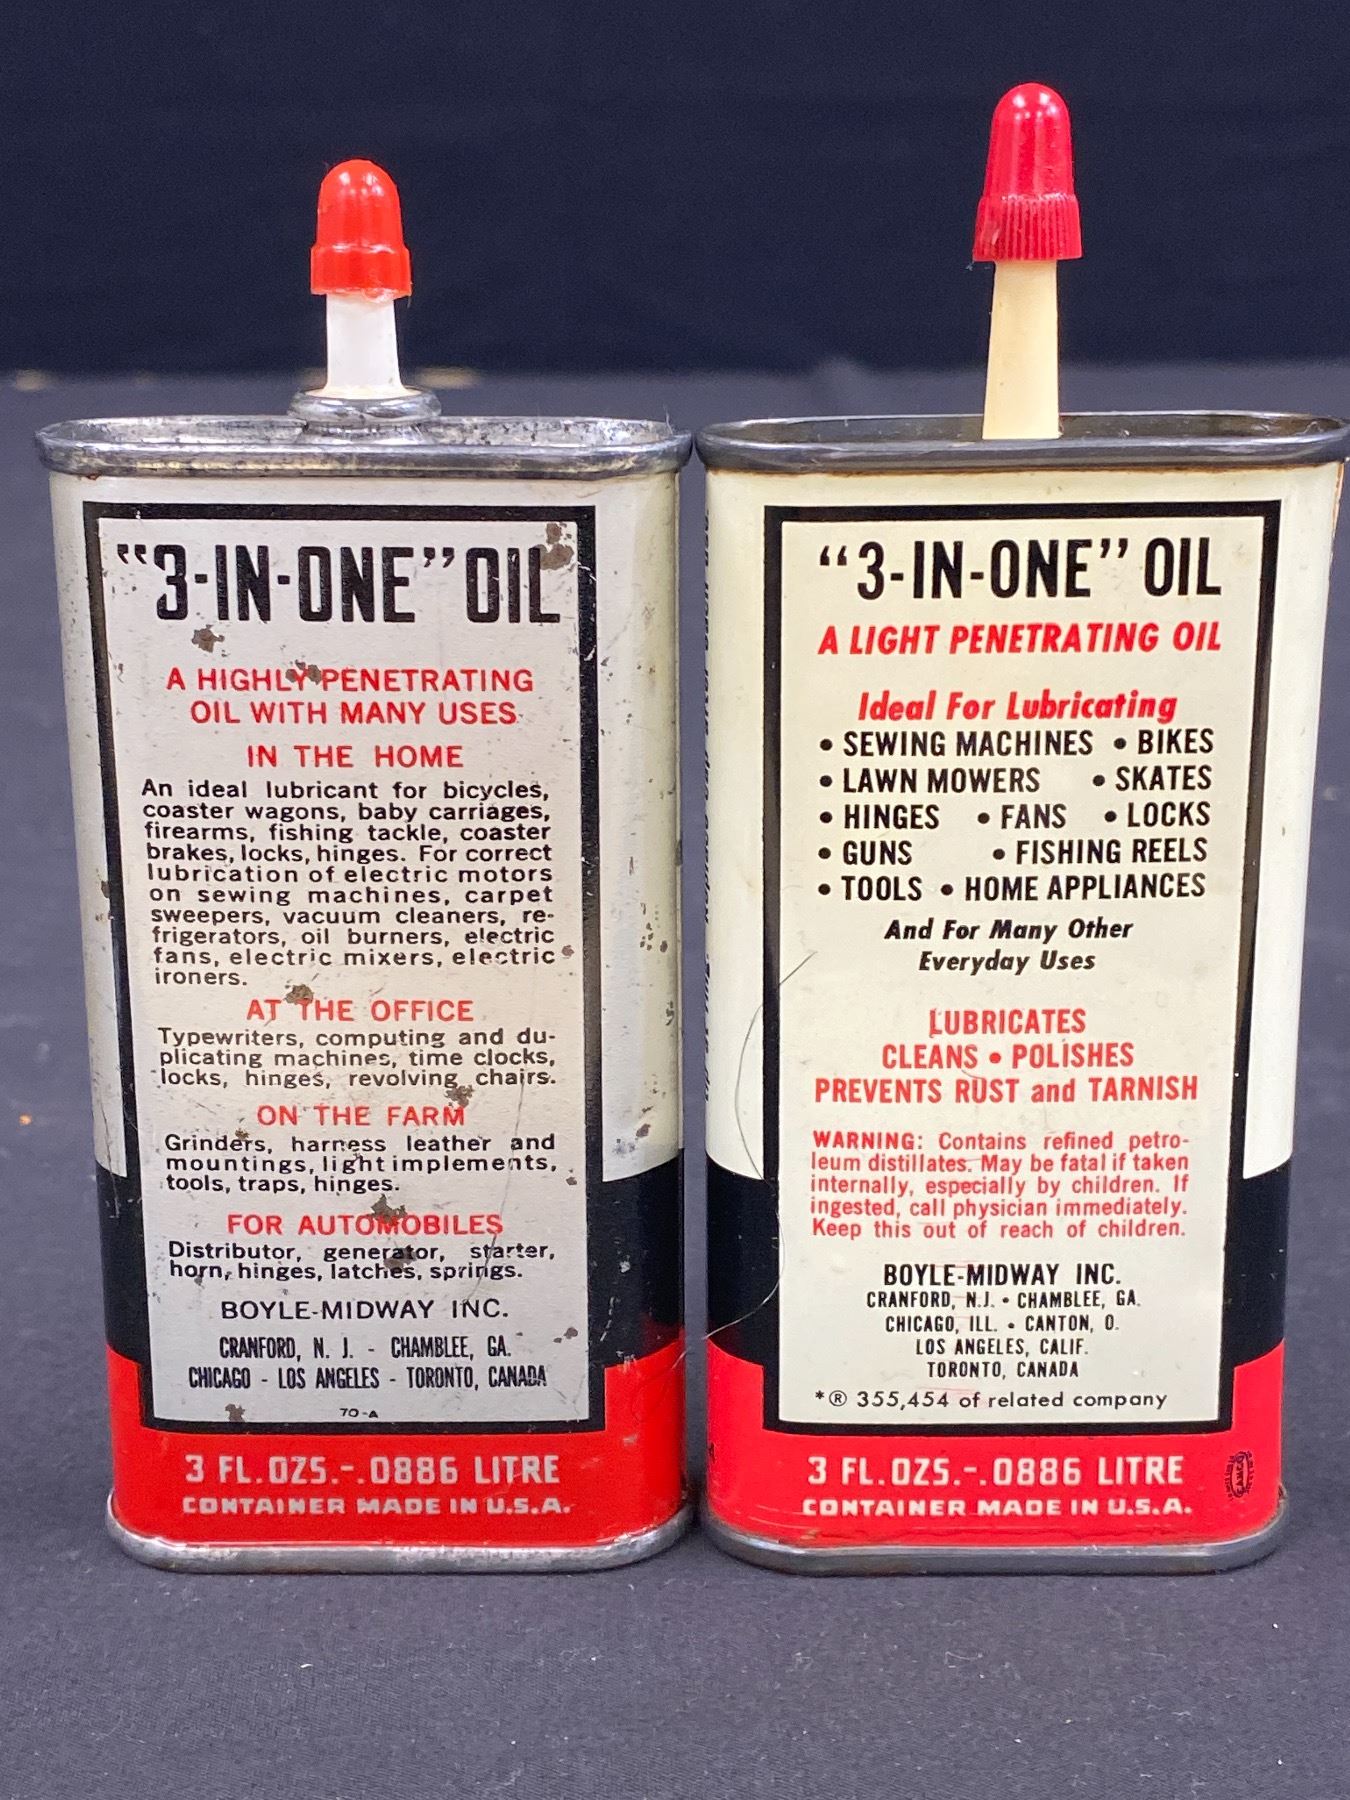 "3-IN-ONE" OIL
A HIGHLY PENETRATING
OIL WITH MANY USES
IN THE HOME
An ideal lubricant for bicycles,
coaster wagons, baby carriages,
firearms, fishing tackle, coaster
brakes, locks, hinges. For correct
lubrication of electric motors
on sewing machines, carpet
sweepers, vacuum cleaners, re-
frigerators, oil burners, electric
fans, electric mixers, electric
ironers.
AT THE OFFICE
Typewriters, computing and du-
plicating machines, time clocks,
locks, hinges, revolving chairs.
ON THE FARM
Grinders, harness leather and
mountings, light implements,
tools, traps, hinges.
FOR AUTOMOBILES
Distributor, generator, starter,
horn, hinges, latches, springs.
BOYLE-MIDWAY INC.
CRANFORD, N. J. - CHAMBLEE, GA.
CHICAGO - LOS ANGELES - TORONTO, CANADA
70-A
3 FL. OZS.-.0886 LITRE
CONTAINER MADE IN U.S.A.
"3-IN-ONE" OIL
A LIGHT PENETRATING OIL
Ideal For Lubricating
• SEWING MACHINES • BIKES
• LAWN MOWERS • SKATES
• HINGES • FANS • LOCKS
• GUNS • FISHING REELS
• TOOLS • HOME APPLIANCES
And For Many Other
Everyday Uses
LUBRICATES
CLEANS • POLISHES
PREVENTS RUST and TARNISH
WARNING: Contains refined petro-
leum distillates. May be fatal if taken
internally, especially by children. If
ingested, call physician immediately.
Keep this out of reach of children.
BOYLE-MIDWAY INC.
CRANFORD, N.J. • CHAMBLEE, GA.
CHICAGO, ILL. • CANTON, O.
LOS ANGELES, CALIF.
TORONTO, CANADA
*® 355,454 of related company
3 FL. OZS.-.0886 LITRE
CONTAINER MADE IN U.S.A.